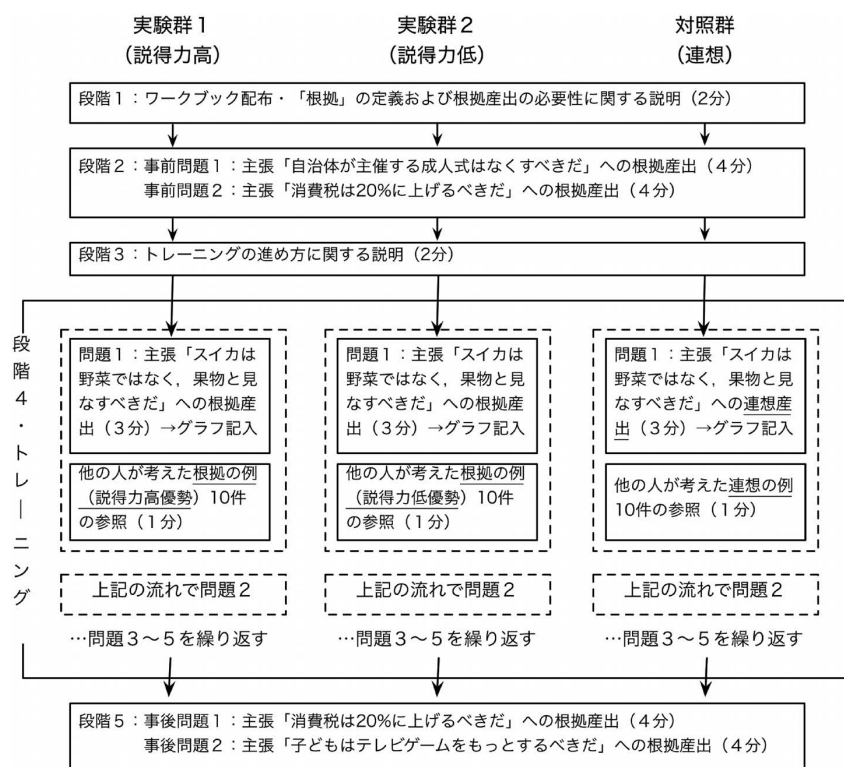 実験群１
（説得力高）
実験群２
（説得力低）
対照群
（連想）
段階１：ワークブック配布・「根拠」の定義および根拠産出の必要性に関する説明（2分）
段階２：事前問題１：主張「自治体が主催する成人式はなくすべきだ」への根拠産出（４分）
事前問題２：主張「消費税は20%に上げるべきだ」への根拠産出（４分）
段階３：トレーニングの進め方に関する説明（2分）
段階４・トレーニング
問題１：主張「スイカは
野菜ではなく，果物と見
なすべきだ」への根拠産
出（３分）→グラフ記入
他の人が考えた根拠の例
（説得力高優勢）10件
の参照（１分）
上記の流れで問題２
…問題３〜５を繰り返す
問題１：主張「スイカは
野菜ではなく，果物と見
なすべきだ」への根拠産
出（３分）→グラフ記入
他の人が考えた根拠の例
（説得力低優勢）10件
の参照（１分）
上記の流れで問題２
…問題３〜５を繰り返す
問題１：主張「スイカは
野菜ではなく，果物と見
なすべきだ」への連想産
出（３分）→グラフ記入
他の人が考えた連想の例
10件の参照（１分）
上記の流れで問題２
…問題３〜５を繰り返す
段階５：事後問題１：主張「消費税は20%に上げるべきだ」への根拠産出（４分）
事後問題２：主張「子どもはテレビゲームをもっとするべきだ」への根拠産出（４分）